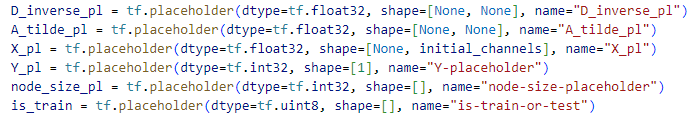 D_inverse_pl = tf.placeholder(dtype=tf.float32, shape=[None, None], name="D_inverse_pl")
A_tilde_pl = tf.placeholder(dtype=tf.float32, shape=[None, None], name="A_tilde_pl")
X_pl = tf.placeholder(dtype=tf.float32, shape=[None, initial_channels], name="X_pl")
Y_pl = tf.placeholder(dtype=tf.int32, shape=[1], name="Y-placeholder")
node_size_pl = tf.placeholder(dtype=tf.int32, shape=[], name="node-size-placeholder")
is_train = tf.placeholder(dtype=tf.uint8, shape=[], name="is-train-or-test")